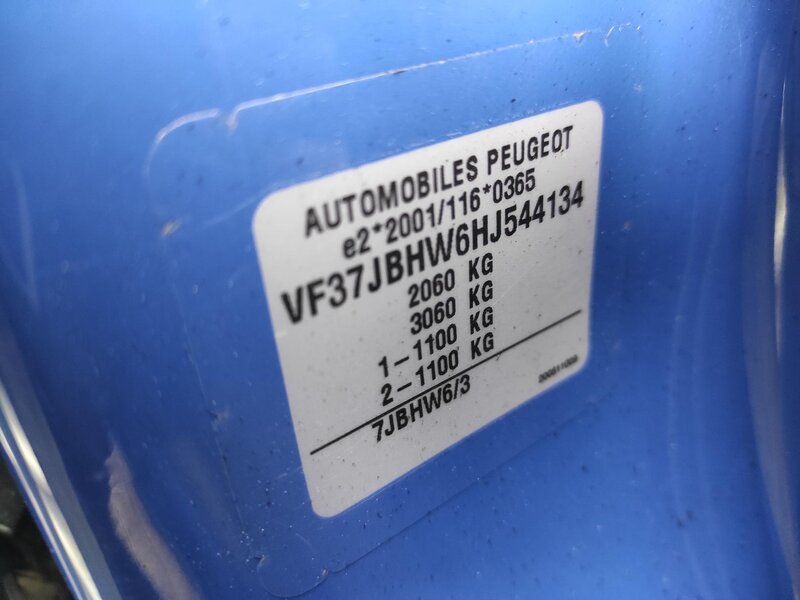 AUTOMOBILES PEUGEOT
e2*2001/116*0365
VF37JBHW6HJ544134
2060 KG
3060 KG
1-1100 KG
2-1100 KG
7JBHW6/3